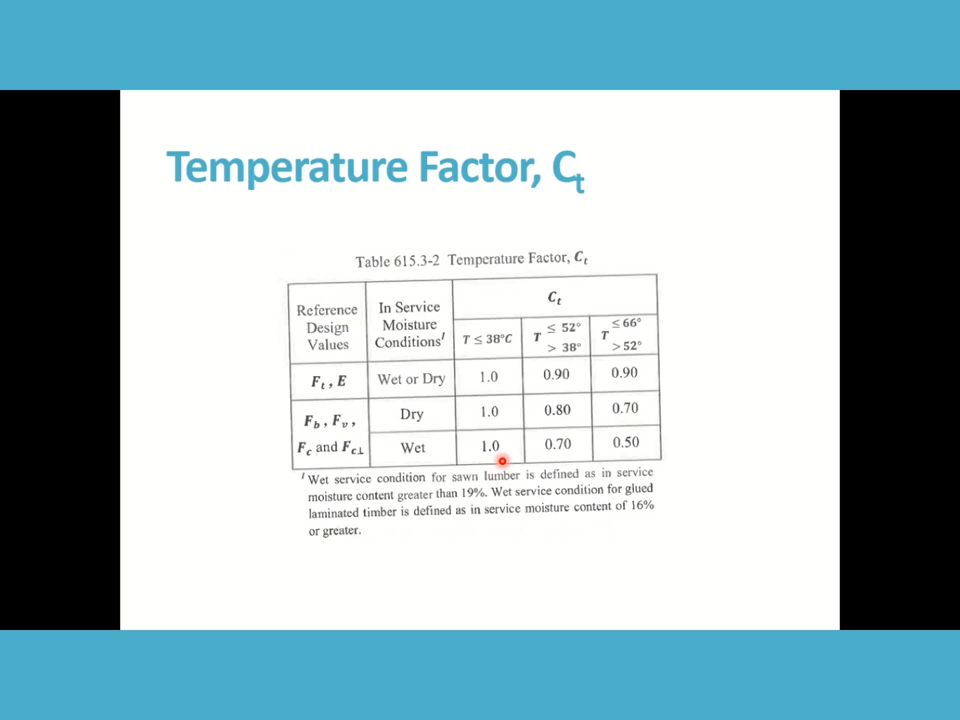 Temperature Factor, Ct
Table 615.3-2 Temperature Factor, Ct
Reference Design Values
In Service Moisture Conditions¹
Ct
T ≤ 38°C
T ≤ 52° > 38°
T ≤ 66° > 52°
Ft , E
Wet or Dry
1.0
0.90
0.90
Fb , Fv ,
Fc and Fc⊥
Dry
1.0
0.80
0.70
Wet
1.0
0.70
0.50
¹ Wet service condition for sawn lumber is defined as in service
moisture content greater than 19%. Wet service condition for glued
laminated timber is defined as in service moisture content of 16%
or greater.